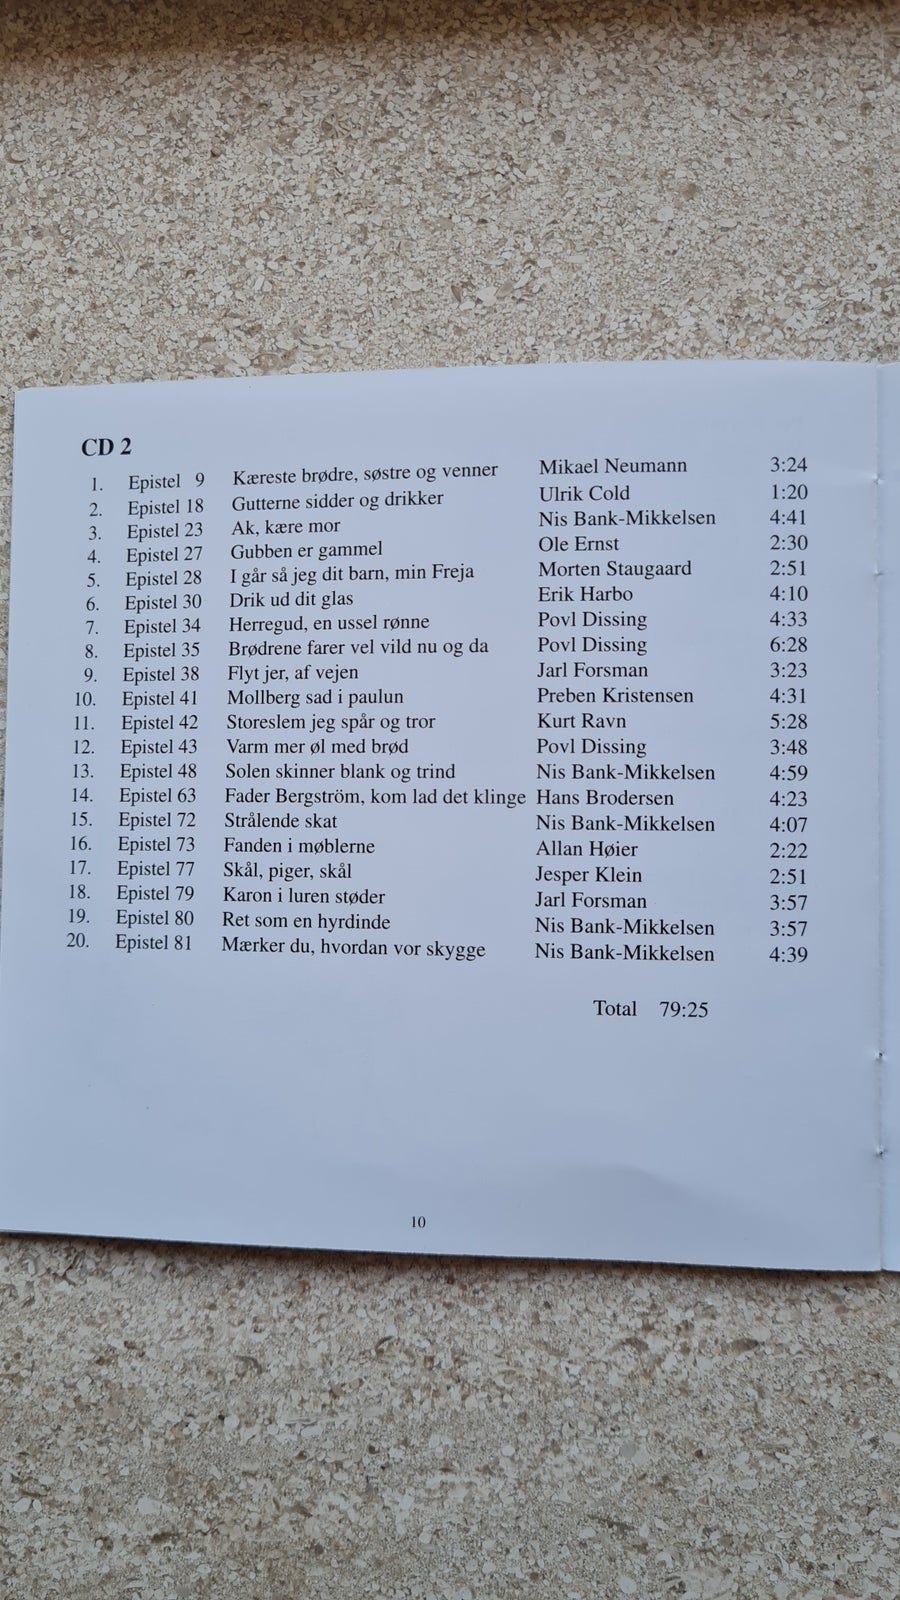 CD 2
1. Epistel 9 Kæreste brødre, søstre og venner Mikael Neumann 3:24
2. Epistel 18 Gutterne sidder og drikker Ulrik Cold 1:20
3. Epistel 23 Ak, kære mor Nis Bank-Mikkelsen 4:41
4. Epistel 27 Gubben er gammel Ole Ernst 2:30
5. Epistel 28 I går så jeg dit barn, min Freja Morten Staugaard 2:51
6. Epistel 30 Drik ud dit glas Erik Harbo 4:10
7. Epistel 34 Herregud, en ussel rønne Povl Dissing 4:33
8. Epistel 35 Brødrene farer vel vild nu og da Povl Dissing 6:28
9. Epistel 38 Flyt jer, af vejen Jarl Forsman 3:23
10. Epistel 41 Mollberg sad i paulun Preben Kristensen 4:31
11. Epistel 42 Storeslem jeg spår og tror Kurt Ravn 5:28
12. Epistel 43 Varm mer øl med brød Povl Dissing 3:48
13. Epistel 48 Solen skinner blank og trind Nis Bank-Mikkelsen 4:59
14. Epistel 63 Fader Bergström, kom lad det klinge Hans Brodersen 4:23
15. Epistel 72 Strålende skat Nis Bank-Mikkelsen 4:07
16. Epistel 73 Fanden i møblerne Allan Høier 2:22
17. Epistel 77 Skål, piger, skål Jesper Klein 2:51
18. Epistel 79 Karon i luren støder Jarl Forsman 3:57
19. Epistel 80 Ret som en hyrdinde Nis Bank-Mikkelsen 3:57
20. Epistel 81 Mærker du, hvordan vor skygge Nis Bank-Mikkelsen 4:39
Total 79:25
10